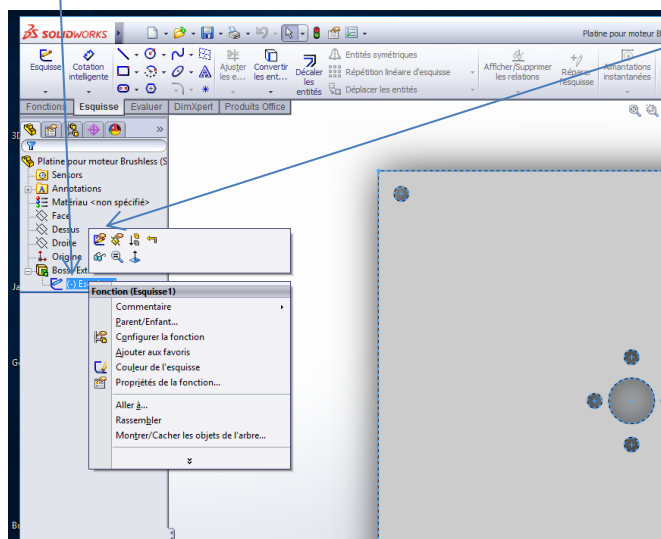 SOLIDWORKS
Platine pour moteur B
Esquisse
Cotation intelligente
Ajuster les e...
Convertir les ent...
Décaler les entités
Entités symétriques
Répétition linéaire d'esquisse
Déplacer les entités
Afficher/Supprimer les relations
Réparer l'esquisse
Aimantations instantanées
Fonctions
Esquisse
Evaluer
DimXpert
Produits Office
»
3D
Platine pour moteur Brushless (S
Sensors
Annotations
Matériau <non spécifié>
Face
Dessus
Droite
Origine
Boss.-Ext
(-) Es
Ja
Fonction (Esquisse1)
Commentaire
Parent/Enfant...
Configurer la fonction
Ajouter aux favoris
Couleur de l'esquisse
Propriétés de la fonction...
Aller à...
Rassembler
Montrer/Cacher les objets de l'arbre...